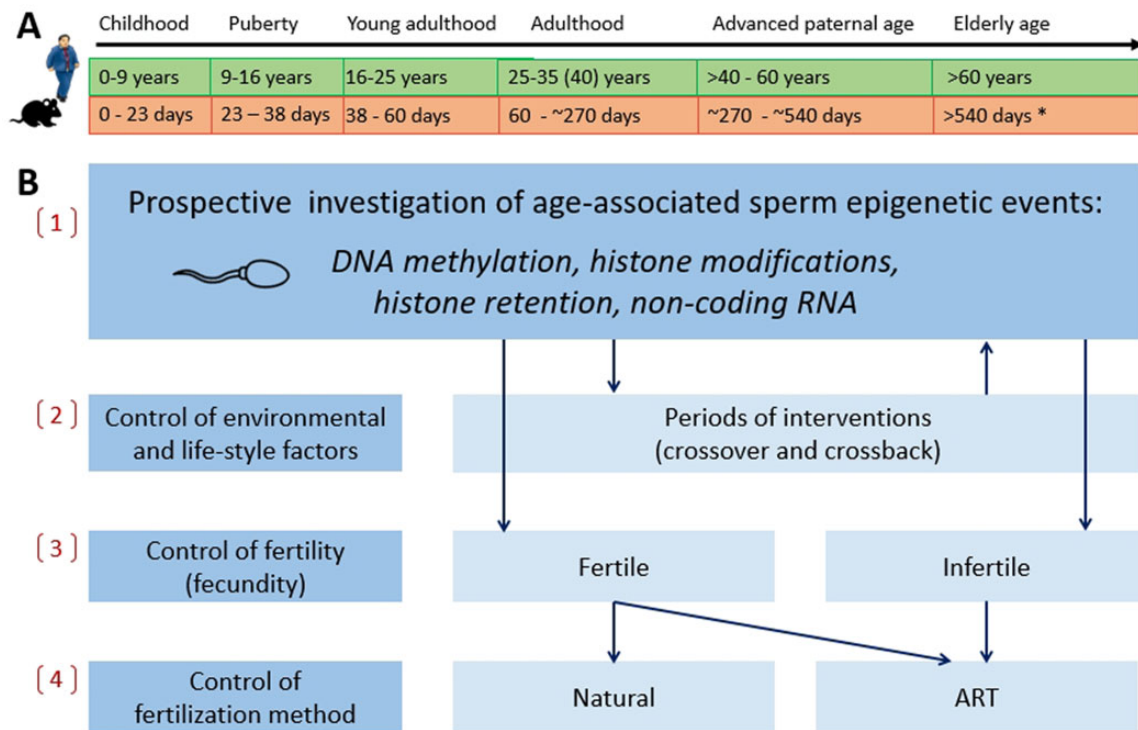 A
Childhood Puberty Young adulthood Adulthood Advanced paternal age Elderly age
0-9 years 9-16 years 16-25 years 25-35 (40) years >40 - 60 years >60 years
0 - 23 days 23 – 38 days 38 - 60 days 60 - ~270 days ~270 - ~540 days >540 days *
B
[1]
Prospective investigation of age-associated sperm epigenetic events:
DNA methylation, histone modifications,
histone retention, non-coding RNA
[2]
Control of environmental
and life-style factors
Periods of interventions
(crossover and crossback)
[3]
Control of fertility
(fecundity)
Fertile
Infertile
[4]
Control of
fertilization method
Natural
ART